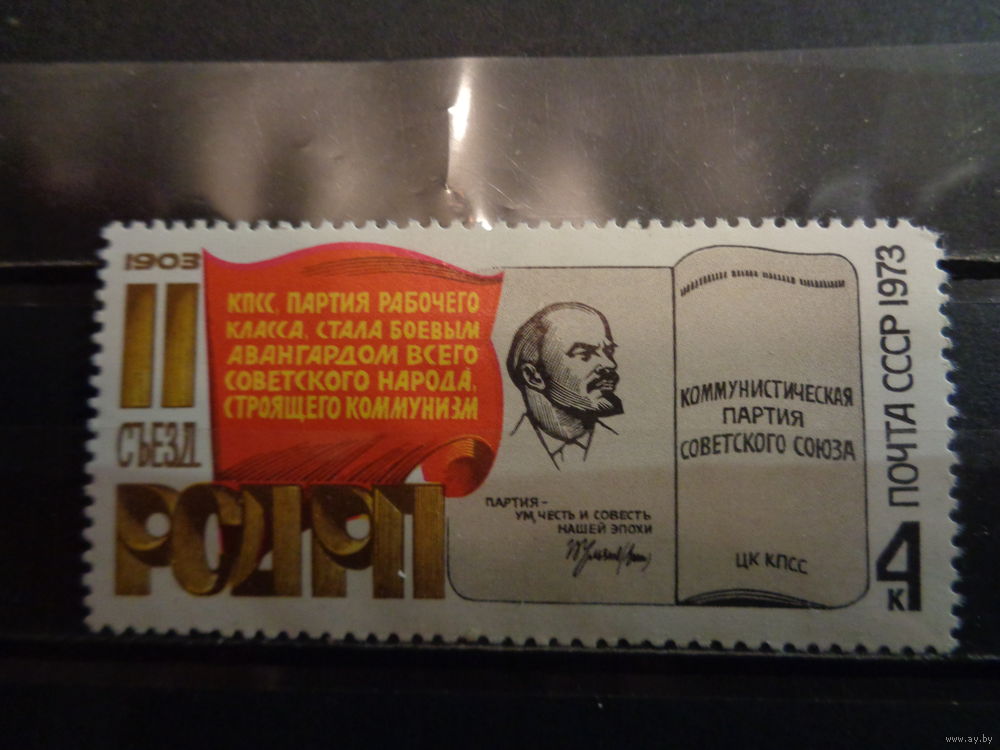 1903
II
СЪЕЗД
РСДРП
КПСС, ПАРТИЯ РАБОЧЕГО
КЛАССА, СТАЛА БОЕВЫМ
АВАНГАРДОМ ВСЕГО
СОВЕТСКОГО НАРОДА,
СТРОЯЩЕГО КОММУНИЗМ
ПАРТИЯ –
УМ, ЧЕСТЬ И СОВЕСТЬ
НАШЕЙ ЭПОХИ
КОММУНИСТИЧЕСКАЯ
ПАРТИЯ
СОВЕТСКОГО СОЮЗА
ЦК КПСС
ПОЧТА СССР 1973
4 К
www.ay.by